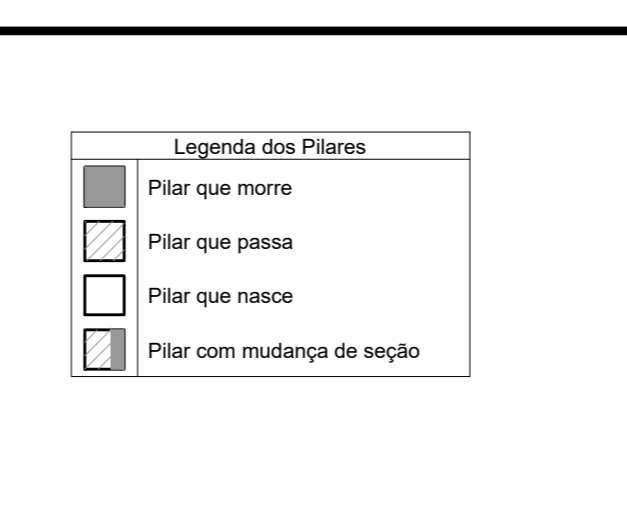 Legenda dos Pilares
Pilar que morre
Pilar que passa
Pilar que nasce
Pilar com mudança de seção